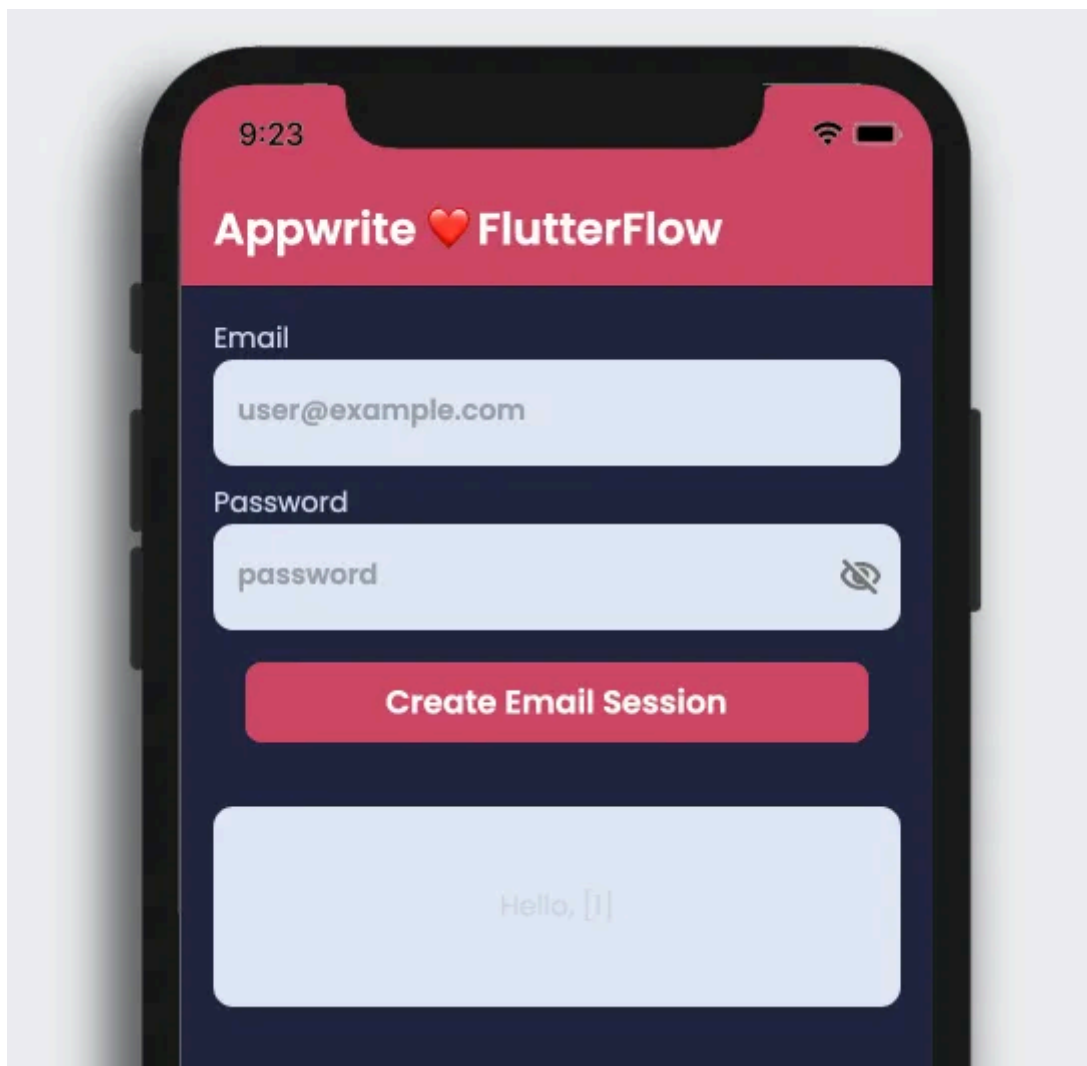 9:23
Appwrite ❤️ FlutterFlow
Email
user@example.com
Password
password
Create Email Session
Hello, [1]